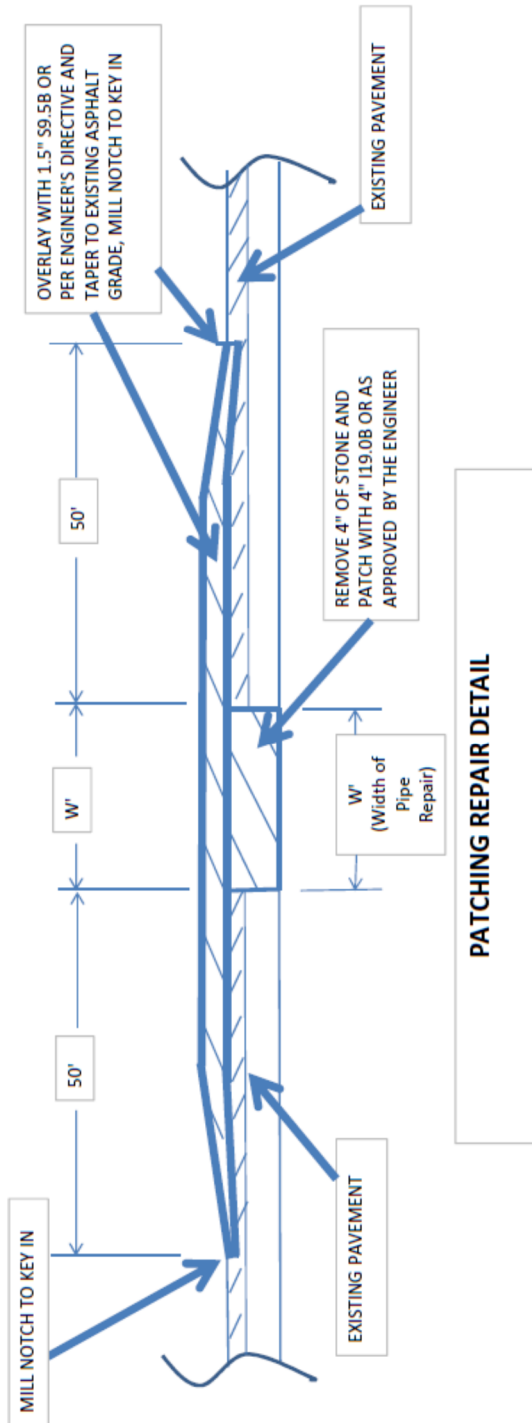 MILL NOTCH TO KEY IN
50'
W'
50'
OVERLAY WITH 1.5" S9.5B OR
PER ENGINEER'S DIRECTIVE AND
TAPER TO EXISTING ASPHALT
GRADE, MILL NOTCH TO KEY IN
EXISTING PAVEMENT
W'
(Width of
Pipe
Repair)
REMOVE 4" OF STONE AND
PATCH WITH 4" I19.0B OR AS
APPROVED BY THE ENGINEER
EXISTING PAVEMENT
PATCHING REPAIR DETAIL